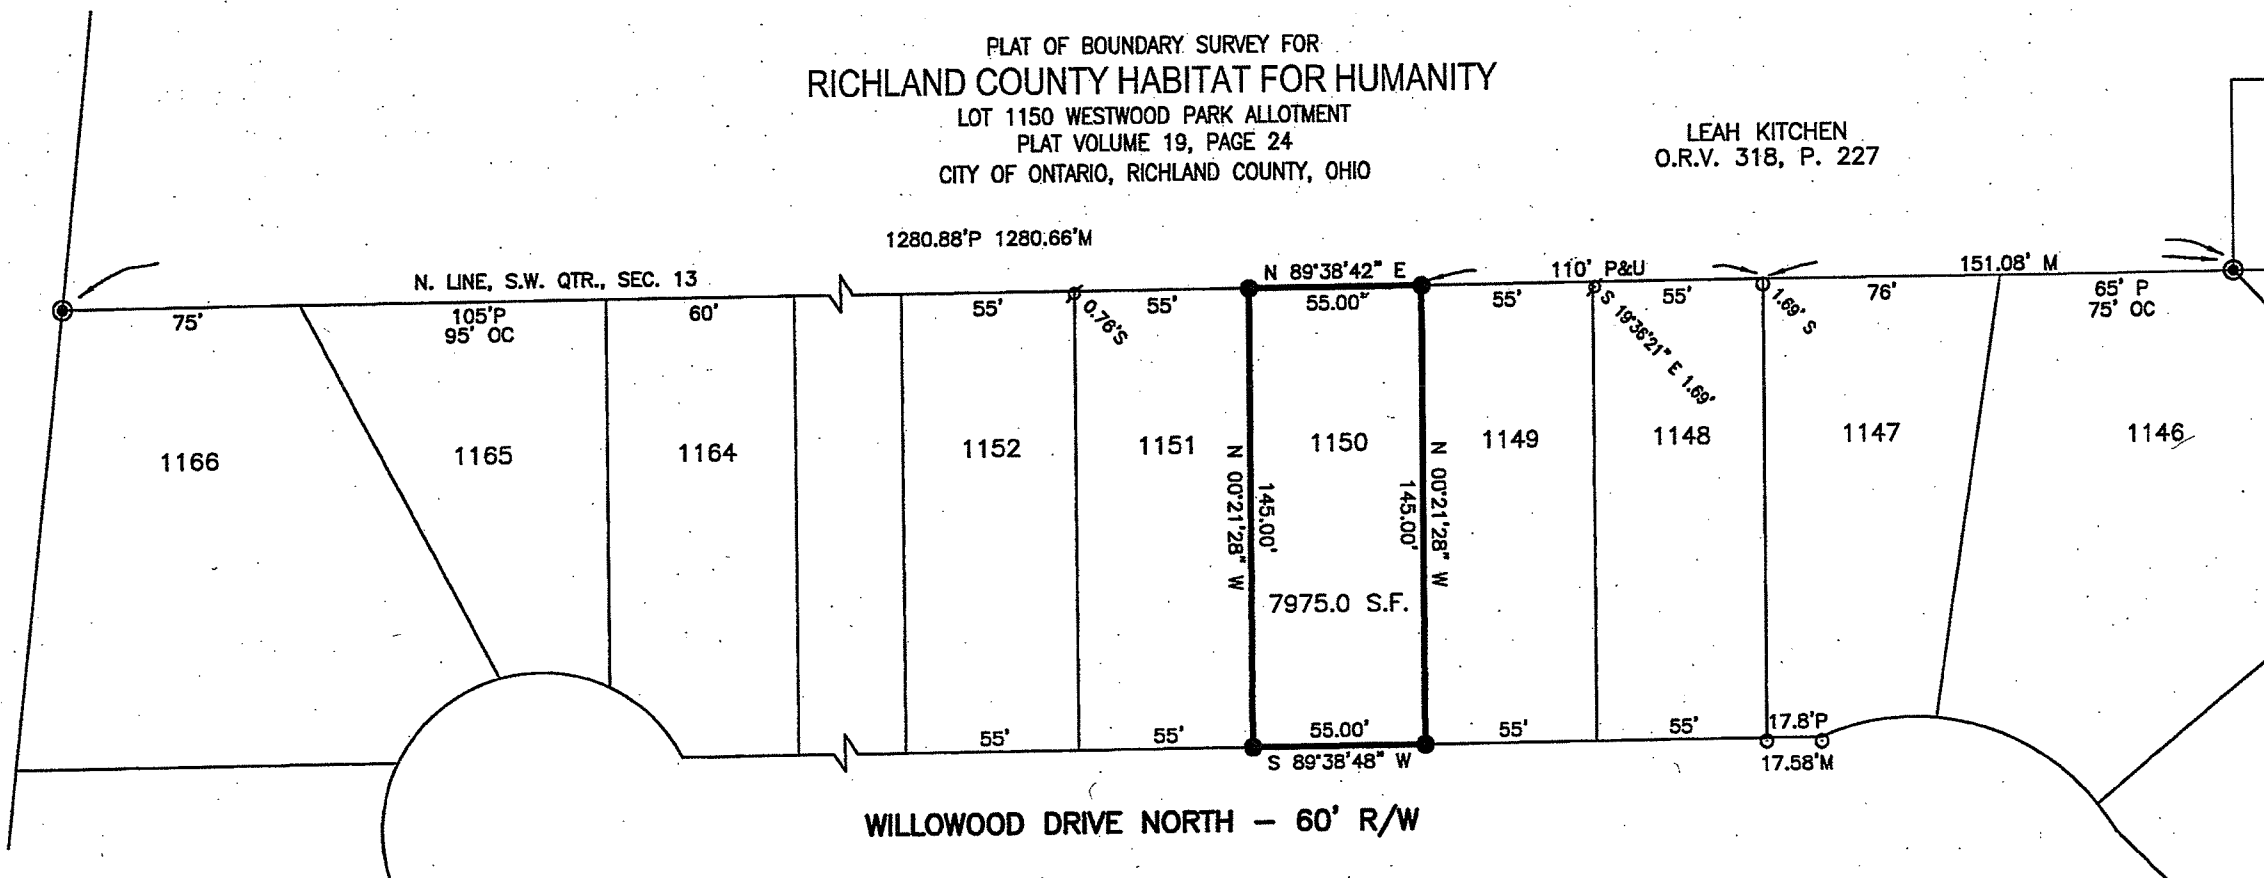 PLAT OF BOUNDARY SURVEY FOR
RICHLAND COUNTY HABITAT FOR HUMANITY
LOT 1150 WESTWOOD PARK ALLOTMENT
PLAT VOLUME 19, PAGE 24
CITY OF ONTARIO, RICHLAND COUNTY, OHIO
LEAH KITCHEN
O.R.V. 318, P. 227
1280.88'P 1280.66'M
N. LINE, S.W. QTR., SEC. 13
N 89°38'42" E
110' P&U
151.08' M
75'
105'P
95' OC
60'
55'
0.76'S
55'
55.00'
55'
S 19°36'21" E 1.69'
55'
1.69' S
76'
65' P
75' OC
1166
1165
1164
1152
1151
1150
1149
1148
1147
1146
N 00°21'28" W
145.00'
145.00'
N 00°21'28" W
7975.0 S.F.
55'
55'
55.00'
55'
55'
17.8'P
S 89°38'48" W
17.58'M
WILLOWOOD DRIVE NORTH – 60' R/W